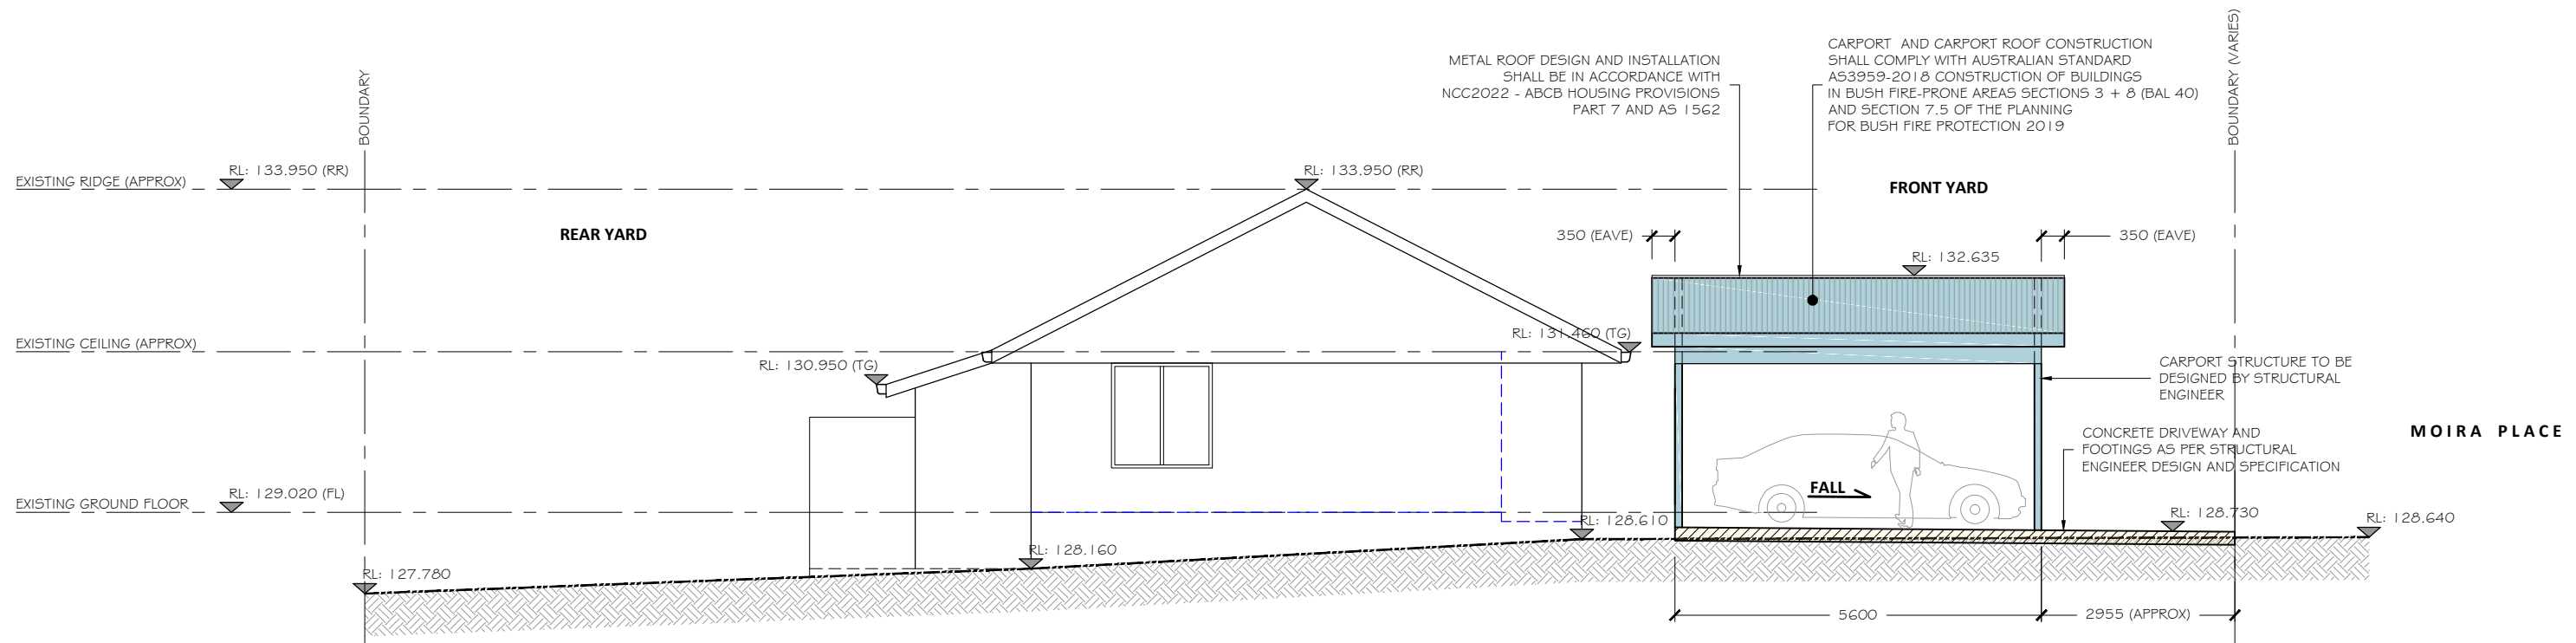 METAL ROOF DESIGN AND INSTALLATION
SHALL BE IN ACCORDANCE WITH
NCC2022 - ABCB HOUSING PROVISIONS
PART 7 AND AS 1562
CARPORT AND CARPORT ROOF CONSTRUCTION
SHALL COMPLY WITH AUSTRALIAN STANDARD
AS3959-2018 CONSTRUCTION OF BUILDINGS
IN BUSH FIRE-PRONE AREAS SECTIONS 3 + 8 (BAL 40)
AND SECTION 7.5 OF THE PLANNING
FOR BUSH FIRE PROTECTION 2019
BOUNDARY
BOUNDARY (VARIES)
EXISTING RIDGE (APPROX)
RL: 133.950 (RR)
RL: 133.950 (RR)
FRONT YARD
REAR YARD
350 (EAVE)
350 (EAVE)
RL: 132.635
EXISTING CEILING (APPROX)
RL: 131.460 (TG)
RL: 130.950 (TG)
CARPORT STRUCTURE TO BE
DESIGNED BY STRUCTURAL
ENGINEER
MOIRA PLACE
CONCRETE DRIVEWAY AND
FOOTINGS AS PER STRUCTURAL
ENGINEER DESIGN AND SPECIFICATION
EXISTING GROUND FLOOR
RL: 129.020 (FL)
FALL
RL: 128.610
RL: 128.730
RL: 128.640
RL: 128.160
RL: 127.780
5600
2955 (APPROX)